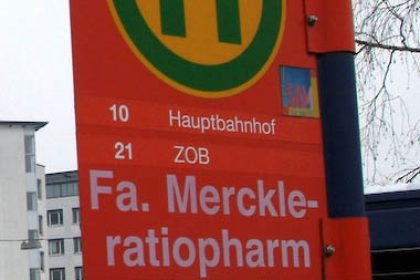 H
10 Hauptbahnhof
21 ZOB
Fa. Merckle-
ratiopharm